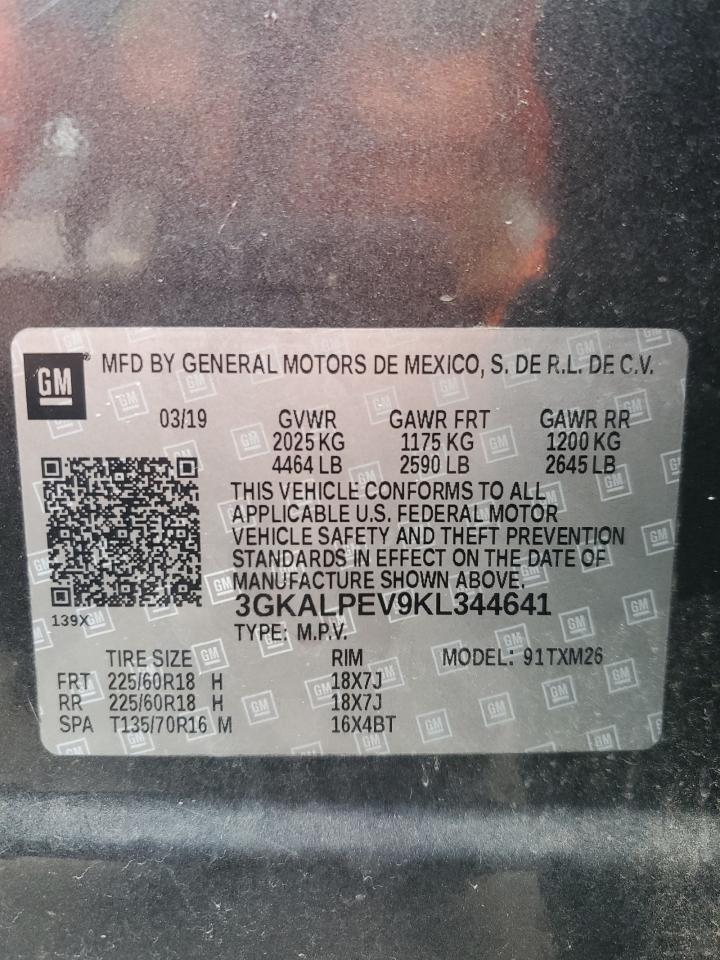 GM® MFD BY GENERAL MOTORS DE MEXICO, S. DE R.L. DE C.V.
03/19 GVWR GAWR FRT GAWR RR
2025 KG 1175 KG 1200 KG
4464 LB 2590 LB 2645 LB
THIS VEHICLE CONFORMS TO ALL
APPLICABLE U.S. FEDERAL MOTOR
VEHICLE SAFETY AND THEFT PREVENTION
STANDARDS IN EFFECT ON THE DATE OF
MANUFACTURE SHOWN ABOVE.
3GKALPEV9KL344641
139X
TYPE: M.P.V.
TIRE SIZE RIM MODEL: 91TXM26
FRT 225/60R18 H 18X7J
RR 225/60R18 H 18X7J
SPA T135/70R16 M 16X4BT